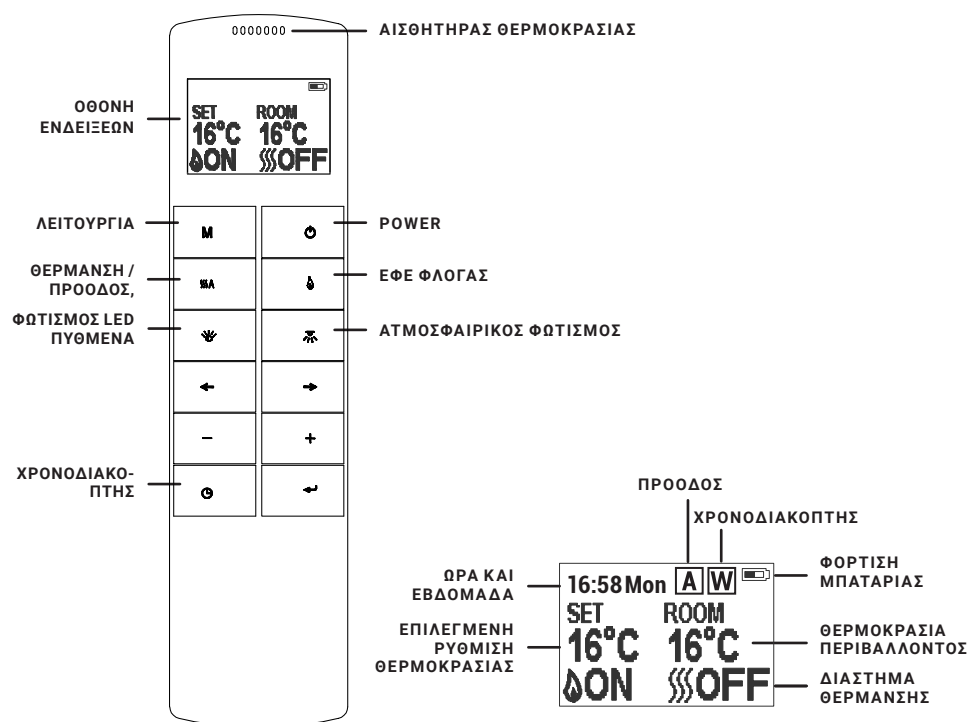 ΑΙΣΘΗΤΗΡΑΣ ΘΕΡΜΟΚΡΑΣΙΑΣ
ΟΘΟΝΗ
ΕΝΔΕΙΞΕΩΝ
SET ROOM
16°C 16°C
ON OFF
ΛΕΙΤΟΥΡΓΙΑ
M
POWER
ΘΕΡΜΑΝΣΗ /
ΠΡΟΟΔΟΣ,
A
ΕΦΕ ΦΛΟΓΑΣ
ΦΩΤΙΣΜΟΣ LED
ΠΥΘΜΕΝΑ
ΑΤΜΟΣΦΑΙΡΙΚΟΣ ΦΩΤΙΣΜΟΣ
← →
− +
ΧΡΟΝΟΔΙΑΚΟ-
ΠΤΗΣ
ΠΡΟΟΔΟΣ
ΧΡΟΝΟΔΙΑΚΟΠΤΗΣ
ΩΡΑ ΚΑΙ
ΕΒΔΟΜΑΔΑ
16:58 Mon A W
ΦΟΡΤΙΣΗ
ΜΠΑΤΑΡΙΑΣ
SET ROOM
16°C 16°C
ON OFF
ΕΠΙΛΕΓΜΕΝΗ
ΡΥΘΜΙΣΗ
ΘΕΡΜΟΚΡΑΣΙΑΣ
ΘΕΡΜΟΚΡΑΣΙΑ
ΠΕΡΙΒΑΛΛΟΝΤΟΣ
ΔΙΑΣΤΗΜΑ
ΘΕΡΜΑΝΣΗΣ